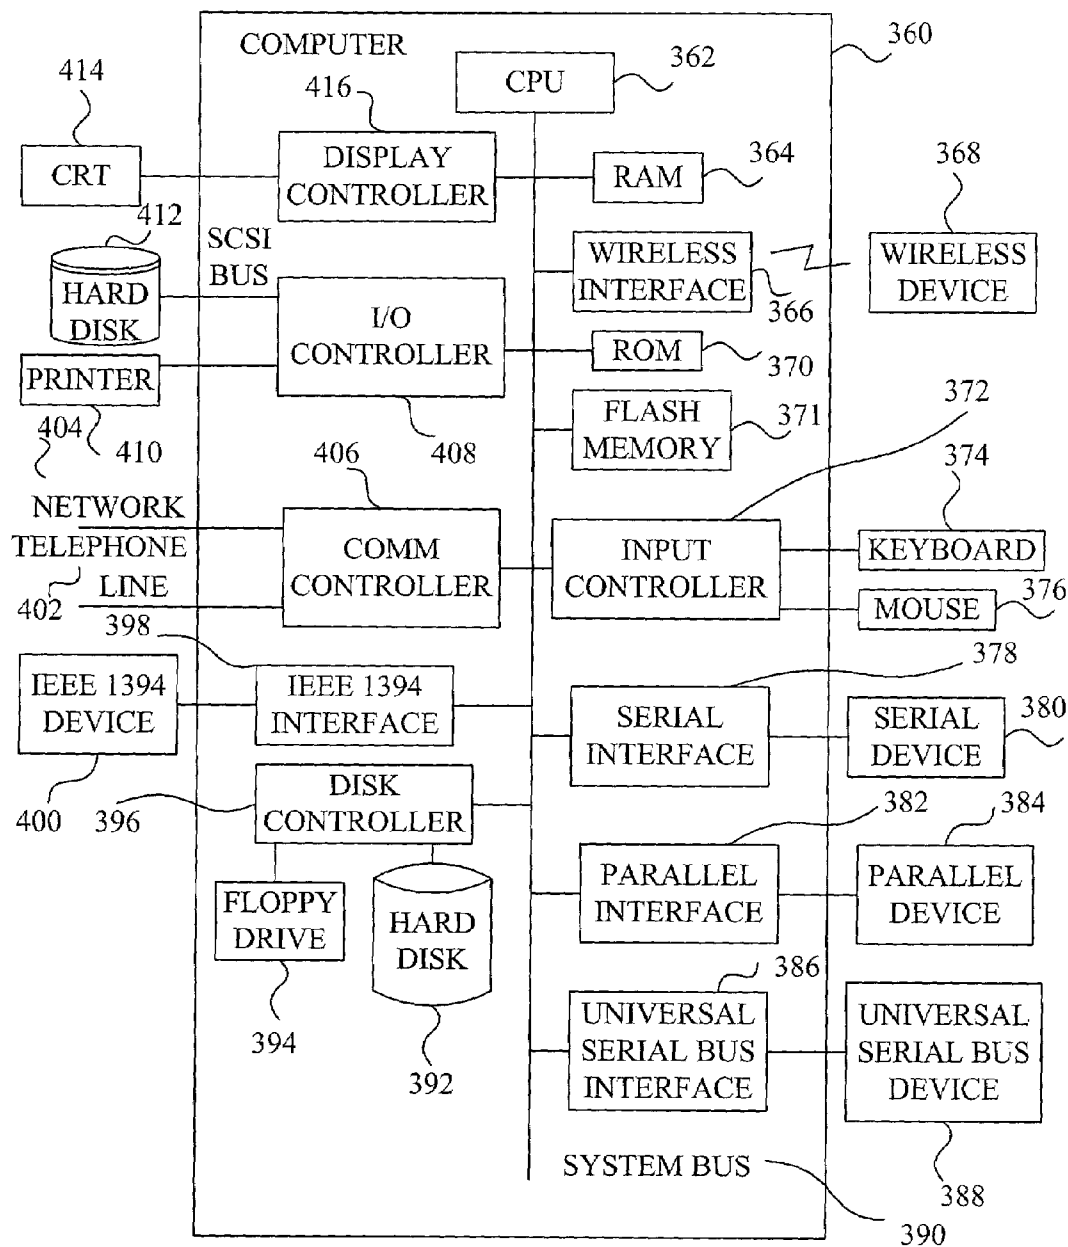 COMPUTER
360
362
CPU
414
416
CRT
DISPLAY
CONTROLLER
RAM
364
368
412
SCSI
BUS
WIRELESS
INTERFACE
366
WIRELESS
DEVICE
HARD
DISK
I/O
CONTROLLER
ROM
370
PRINTER
404
410
408
FLASH
MEMORY
371
372
406
374
NETWORK
TELEPHONE
LINE
402
COMM
CONTROLLER
INPUT
CONTROLLER
KEYBOARD
MOUSE
376
398
378
IEEE 1394
DEVICE
IEEE 1394
INTERFACE
SERIAL
INTERFACE
SERIAL
DEVICE
380
400
396
DISK
CONTROLLER
382
384
FLOPPY
DRIVE
HARD
DISK
PARALLEL
INTERFACE
PARALLEL
DEVICE
394
392
386
UNIVERSAL
SERIAL BUS
INTERFACE
UNIVERSAL
SERIAL BUS
DEVICE
SYSTEM BUS
388
390